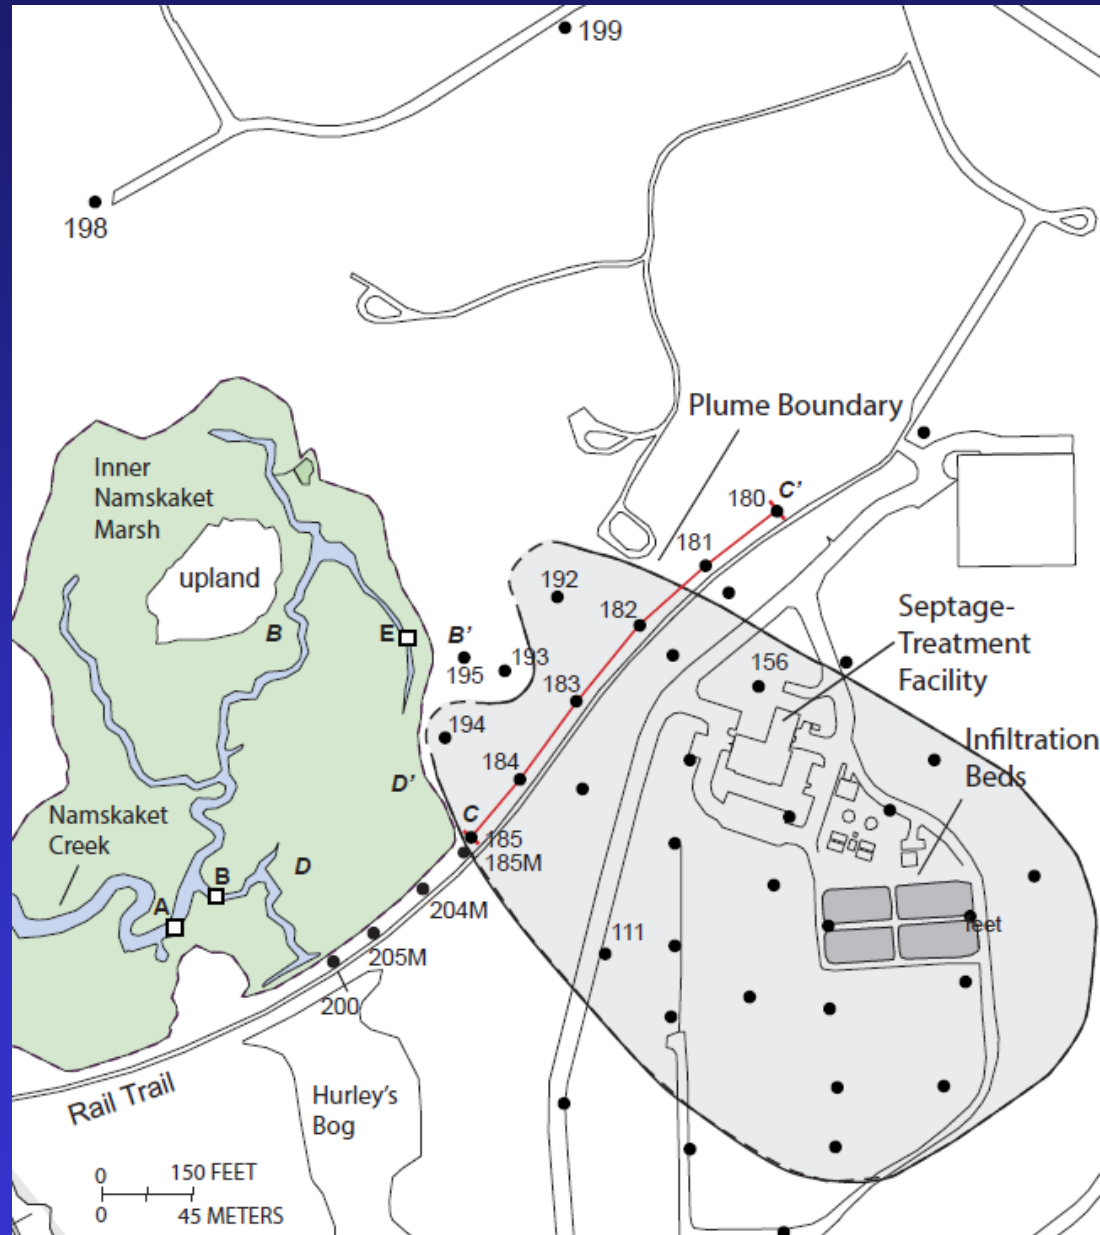 199
198
Plume Boundary
Inner
Namskaket
Marsh
180 C'
181
upland
192
182
Septage-
Treatment
Facility
B
E
B'
195
193
156
183
194
Infiltration
Beds
184
D'
Namskaket
Creek
C
185
185M
D
B
A
204M
111
feet
205M
200
Rail Trail
Hurley's
Bog
0 150 FEET
0 45 METERS